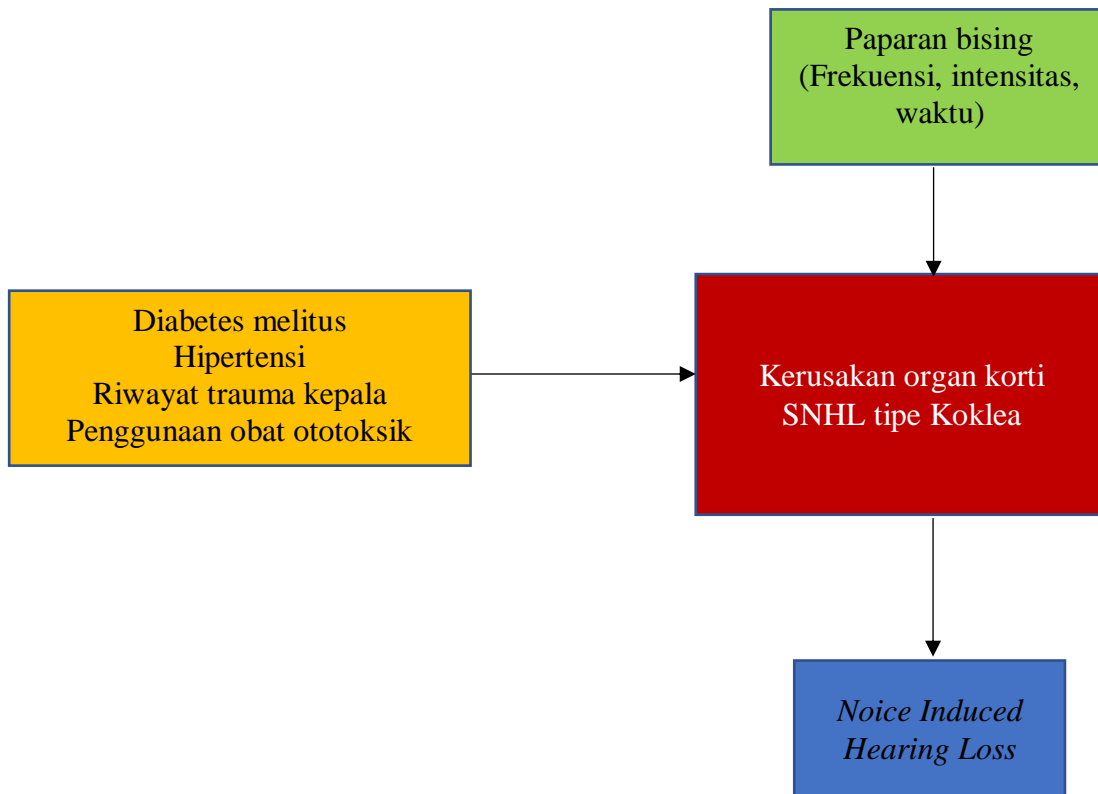 Paparan bising
(Frekuensi, intensitas,
waktu)
Diabetes melitus
Hipertensi
Riwayat trauma kepala
Penggunaan obat ototoksik
Kerusakan organ korti
SNHL tipe Koklea
Noice Induced
Hearing Loss